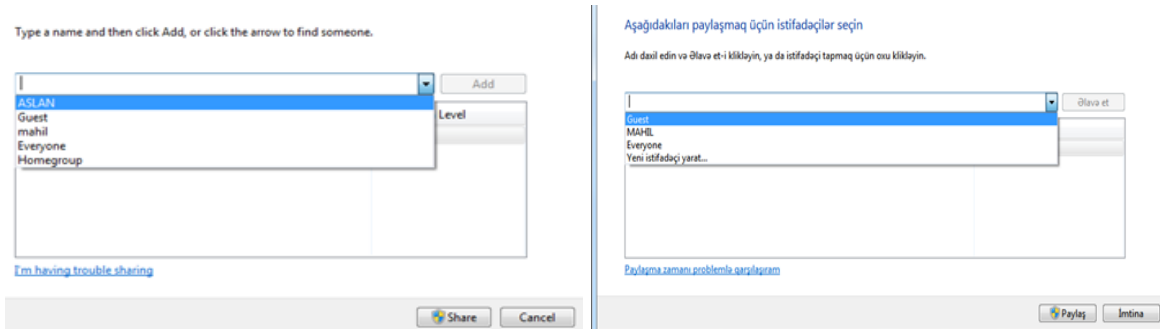 Type a name and then click Add, or click the arrow to find someone.
Add
ASLAN
Guest
mahil
Everyone
Homegroup
Level
I'm having trouble sharing
Share
Cancel
Aşağıdakıları paylaşmaq üçün istifadəçilər seçin
Adı daxil edin və Əlavə et-i klikləyin, ya da istifadəçi tapmaq üçün oxu klikləyin.
Əlavə et
Guest
MAHIL
Everyone
Yeni istifadəçi yarat...
Paylaşma zamanı problemlə qarşılaşıram
Paylaş
İmtina